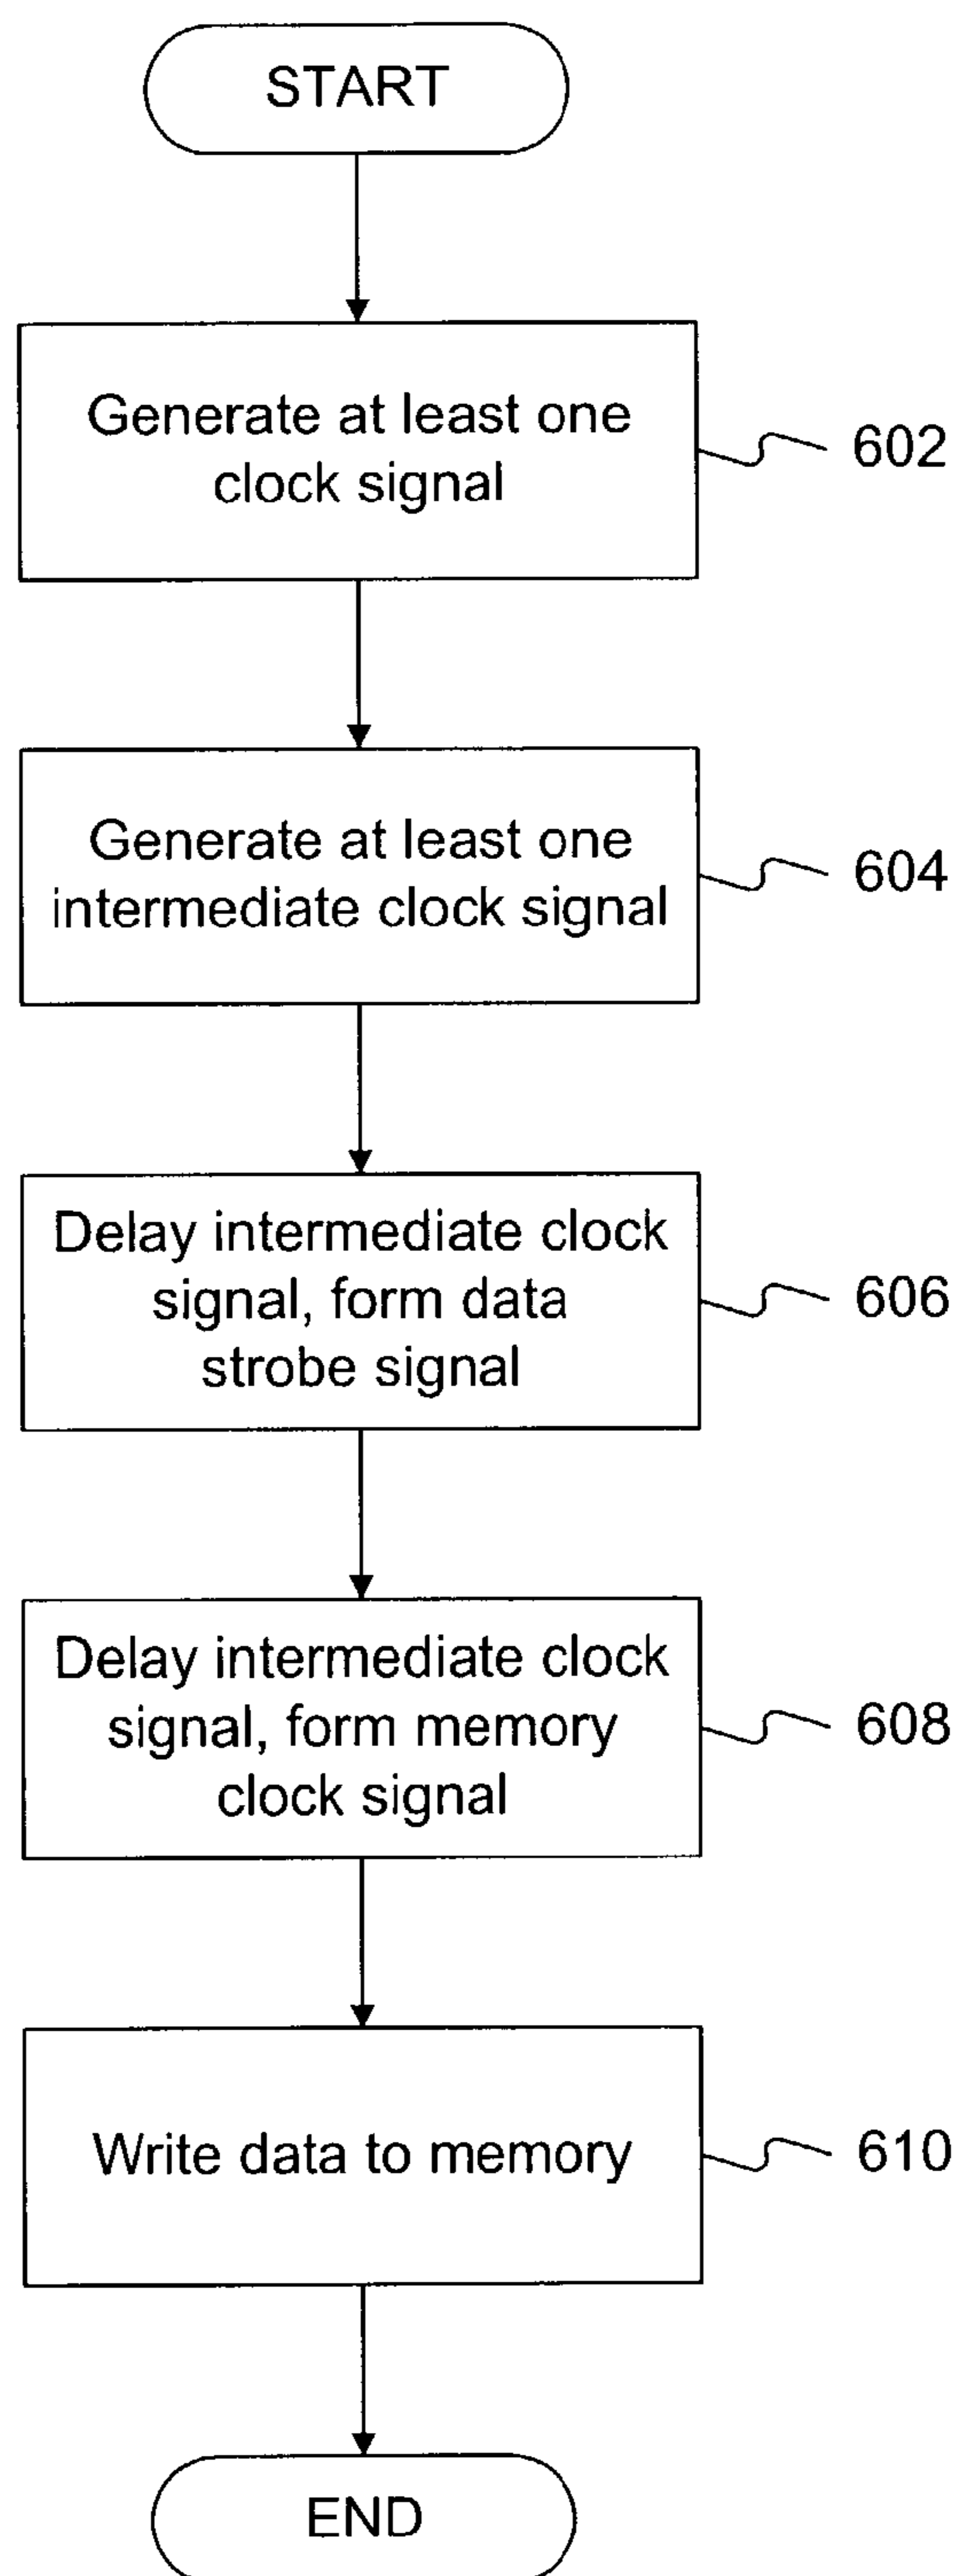 START
Generate at least one
clock signal
602
Generate at least one
intermediate clock signal
604
Delay intermediate clock
signal, form data
strobe signal
606
Delay intermediate clock
signal, form memory
clock signal
608
Write data to memory
610
END